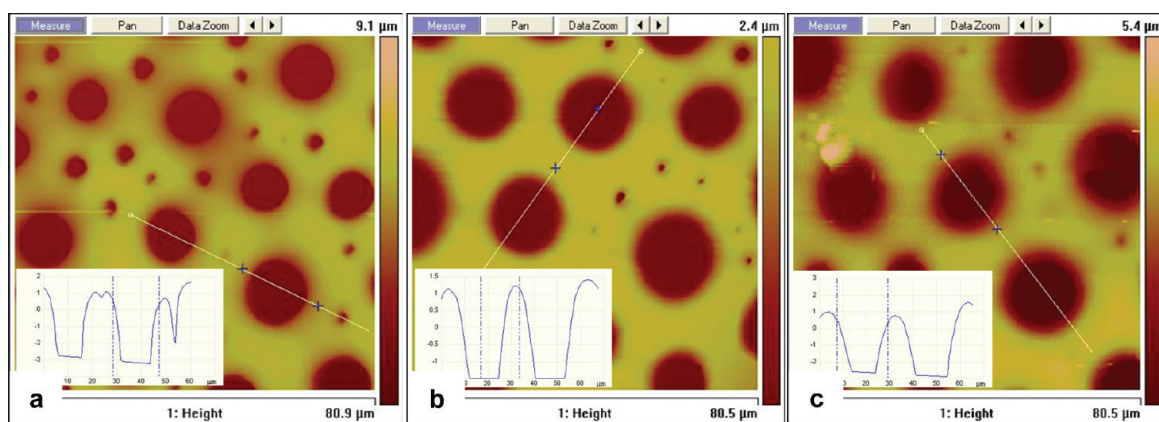 Measure Pan Data Zoom 9.1 µm
2
1
0
-1
-2
-3
10 20 30 40 50 60 µm
a
1: Height 80.9 µm
Measure Pan Data Zoom 2.4 µm
1.5
1
0.5
0
-0.5
-1
10 20 30 40 50 60 µm
b
1: Height 80.5 µm
Measure Pan Data Zoom 5.4 µm
3
2
1
0
-1
-2
20 30 40 50 60 µm
c
1: Height 80.5 µm